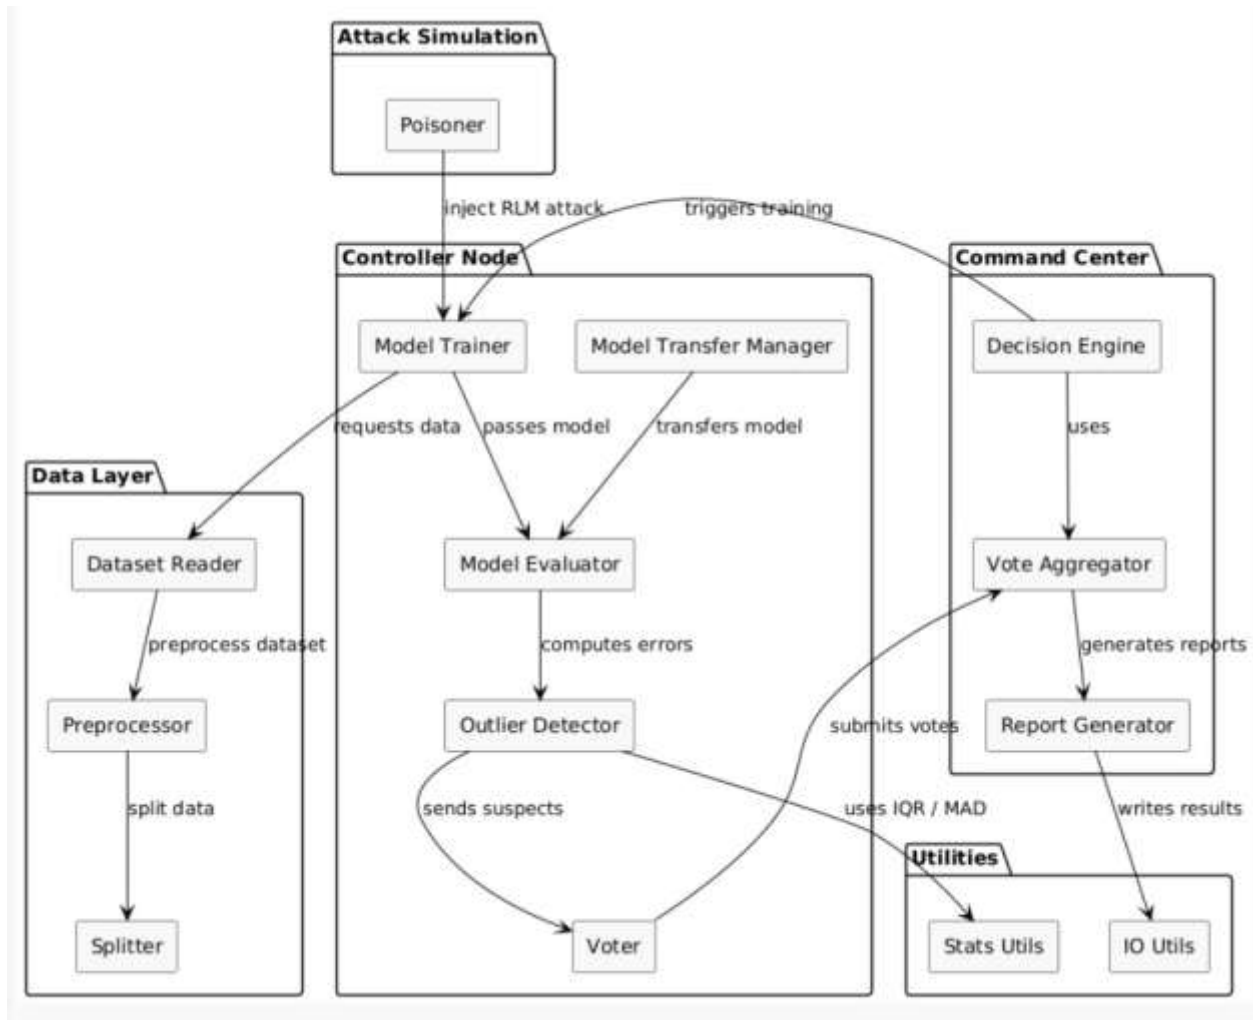 Attack Simulation
Poisoner
inject RLM attack
triggers training
Controller Node
Command Center
Model Trainer
Model Transfer Manager
Decision Engine
requests data
passes model
transfers model
uses
Data Layer
Dataset Reader
Model Evaluator
Vote Aggregator
preprocess dataset
computes errors
generates reports
Preprocessor
Outlier Detector
submits votes
Report Generator
split data
sends suspects
uses IQR / MAD
writes results
Utilities
Splitter
Voter
Stats Utils
IO Utils